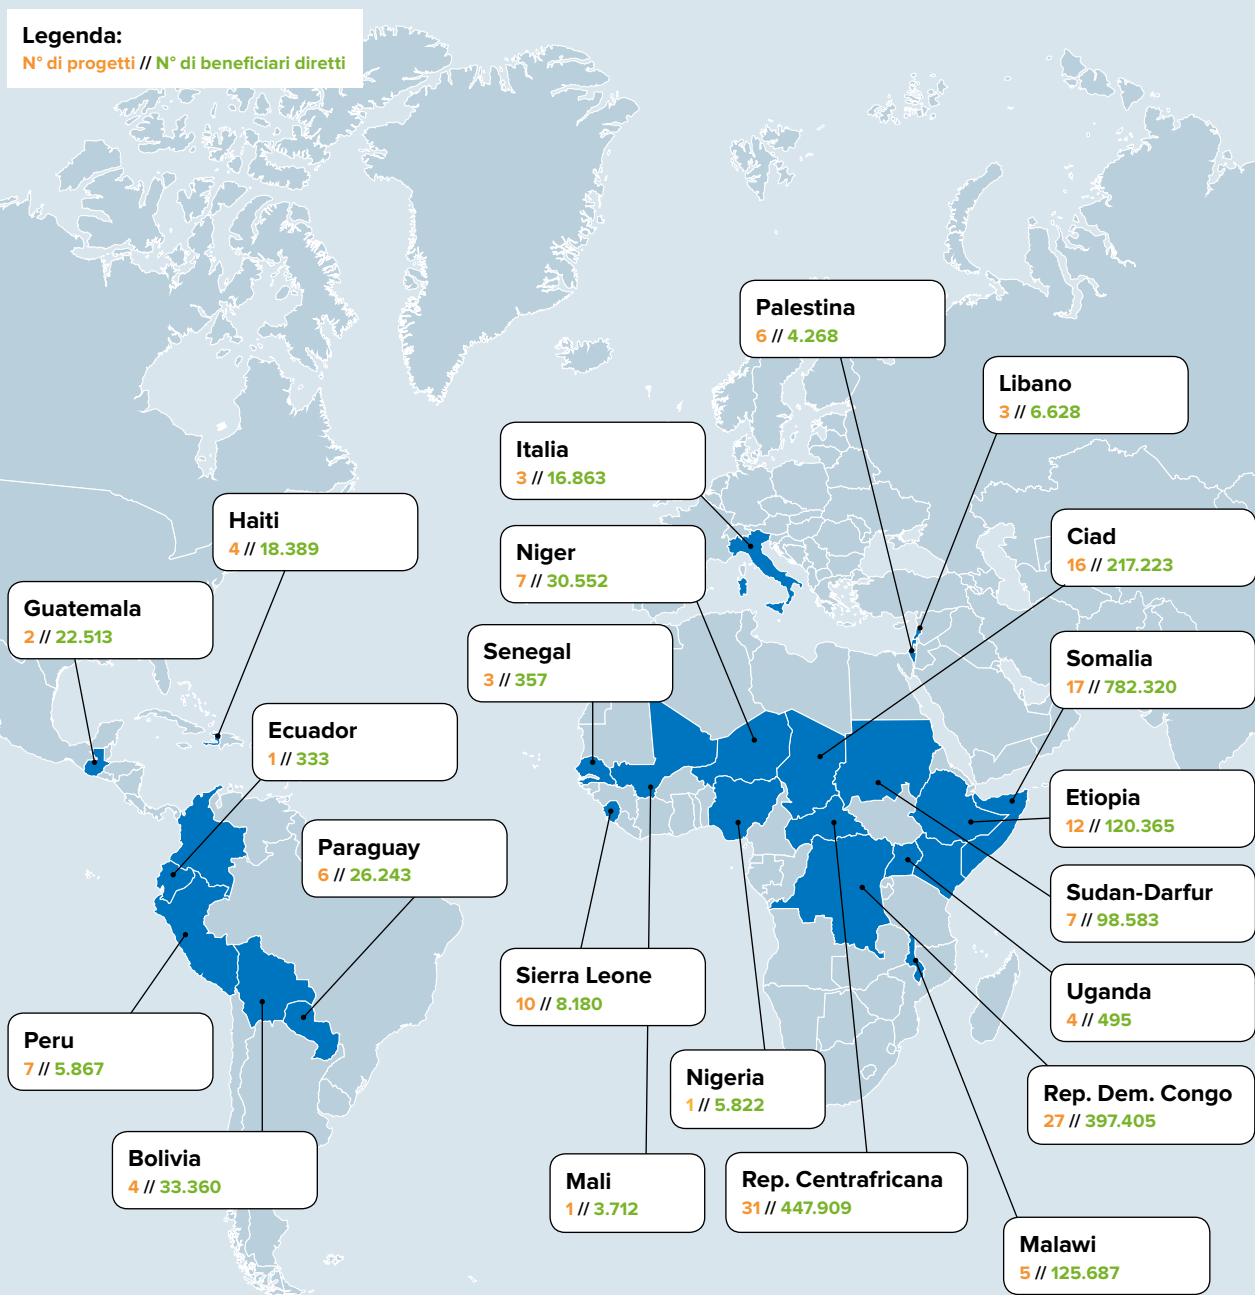 Legenda:
N° di progetti // N° di beneficiari diretti
Palestina
6 // 4.268
Libano
3 // 6.628
Italia
3 // 16.863
Haiti
4 // 18.389
Niger
7 // 30.552
Ciad
16 // 217.223
Guatemala
2 // 22.513
Senegal
3 // 357
Somalia
17 // 782.320
Ecuador
1 // 333
Etiopia
12 // 120.365
Paraguay
6 // 26.243
Sudan-Darfur
7 // 98.583
Sierra Leone
10 // 8.180
Uganda
4 // 495
Peru
7 // 5.867
Nigeria
1 // 5.822
Rep. Dem. Congo
27 // 397.405
Bolivia
4 // 33.360
Mali
1 // 3.712
Rep. Centrafricana
31 // 447.909
Malawi
5 // 125.687